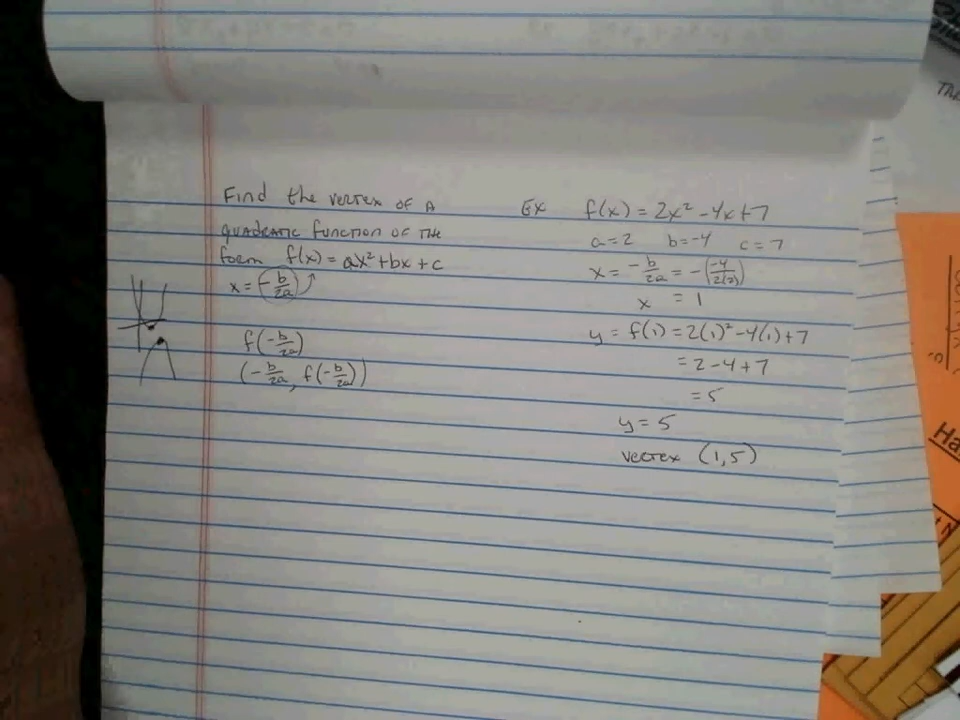 Find the vertex of a
quadratic function of the
form f(x) = ax² + bx + c
x = -b/2a
f(-b/2a)
(-b/2a, f(-b/2a))
Ex f(x) = 2x² - 4x + 7
a = 2 b = -4 c = 7
x = -b/2a = -(-4/2(2))
x = 1
y = f(1) = 2(1)² - 4(1) + 7
= 2 - 4 + 7
= 5
y = 5
vertex (1, 5)
Ha